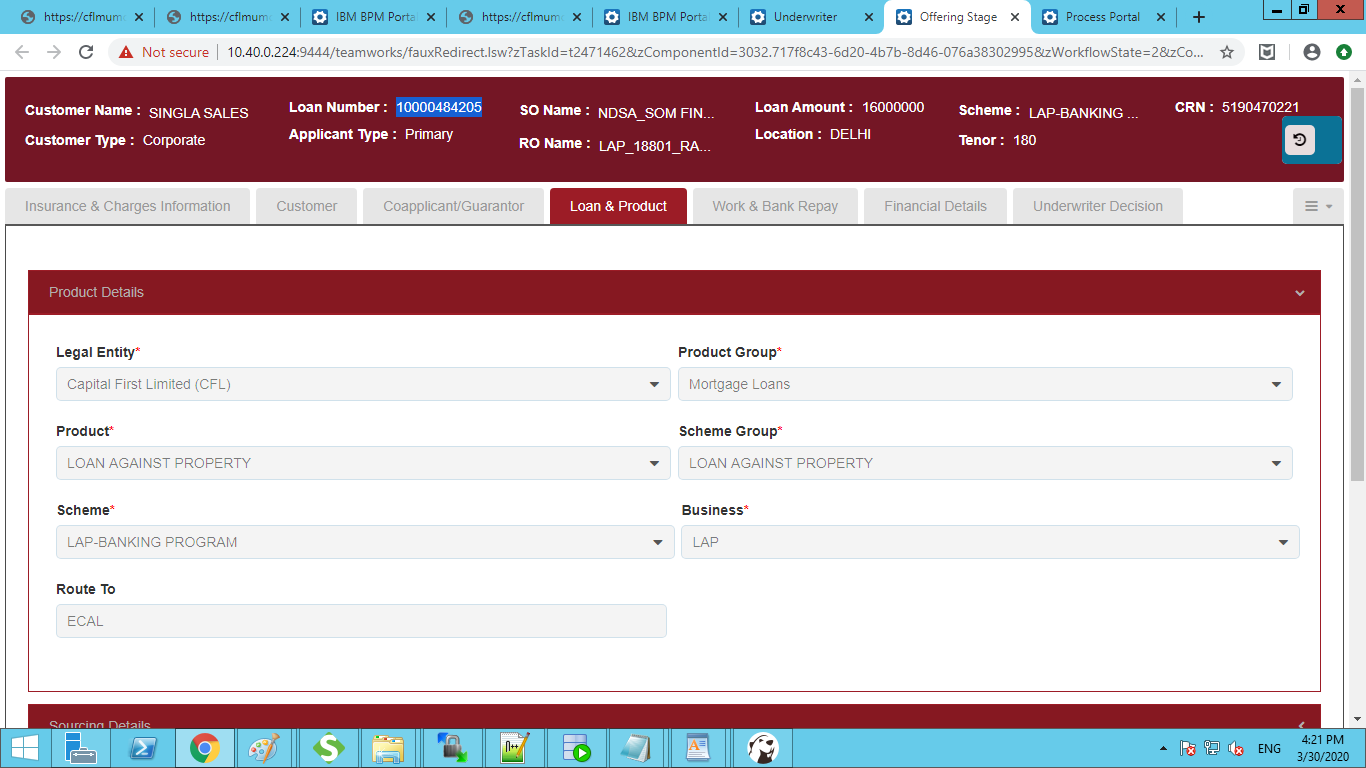 https://cflmum
https://cflmum
IBM BPM Porta
https://cflmum
IBM BPM Porta
Underwriter
Offering Stage
Process Portal
Not secure
10.40.0.224:9444/teamworks/fauxRedirect.lsw?zTaskId=t2471462&zComponentId=3032.717f8c43-6d20-4b7b-8d46-076a38302995&zWorkflowState=2&zCo...
Customer Name : SINGLA SALES
Loan Number : 10000484205
SO Name : NDSA_SOM FIN...
Loan Amount : 16000000
Scheme : LAP-BANKING ...
CRN : 5190470221
Customer Type : Corporate
Applicant Type : Primary
RO Name : LAP_18801_RA...
Location : DELHI
Tenor : 180
Insurance & Charges Information
Customer
Coapplicant/Guarantor
Loan & Product
Work & Bank Repay
Financial Details
Underwriter Decision
Product Details
Legal Entity*
Product Group*
Capital First Limited (CFL)
Mortgage Loans
Product*
Scheme Group*
LOAN AGAINST PROPERTY
LOAN AGAINST PROPERTY
Scheme*
Business*
LAP-BANKING PROGRAM
LAP
Route To
ECAL
Sourcing Details
ENG
4:21 PM
3/30/2020